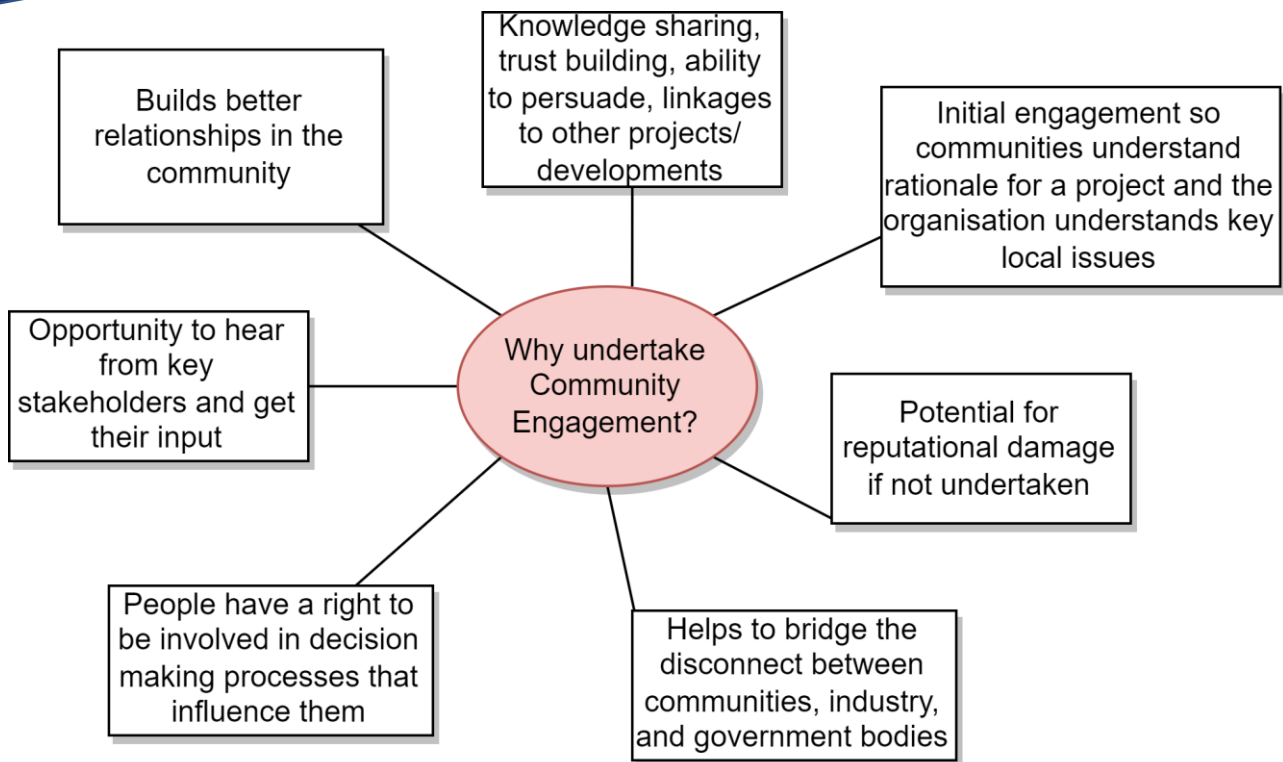 Knowledge sharing,
trust building, ability
to persuade, linkages
to other projects/
developments
Builds better
relationships in the
community
Initial engagement so
communities understand
rationale for a project and the
organisation understands key
local issues
Opportunity to hear
from key
stakeholders and get
their input
Why undertake
Community
Engagement?
Potential for
reputational damage
if not undertaken
People have a right to
be involved in decision
making processes that
influence them
Helps to bridge the
disconnect between
communities, industry,
and government bodies